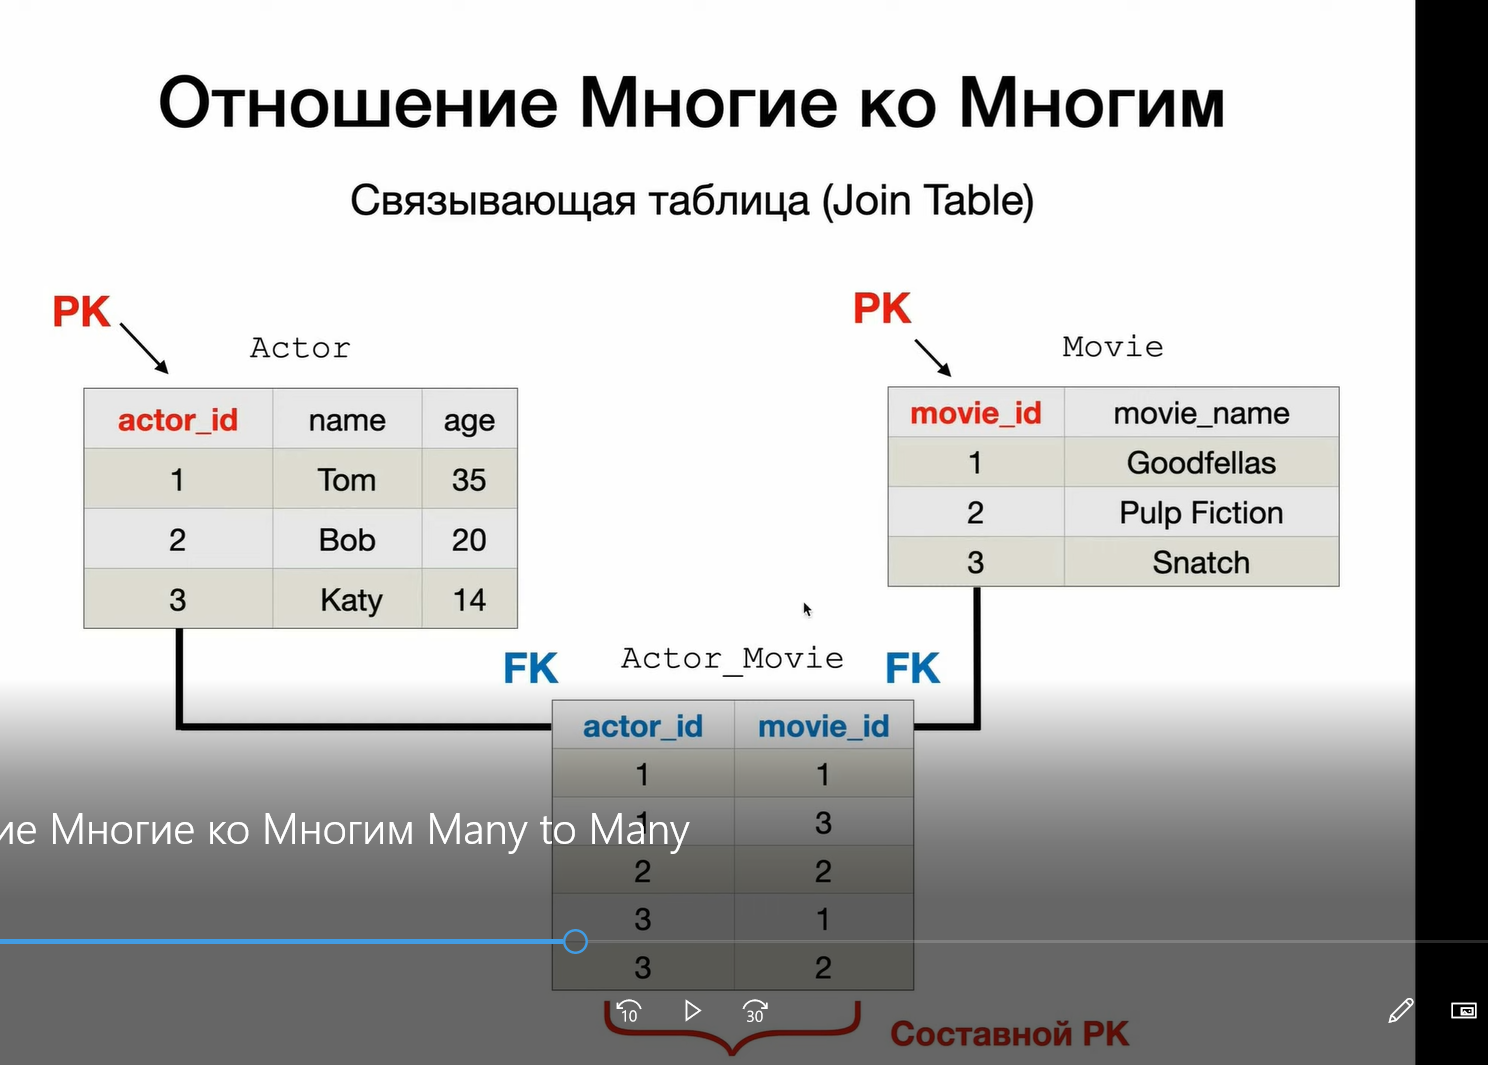 Отношение Многие ко Многим
Связывающая таблица (Join Table)
PK
Actor
actor_id name age
1 Tom 35
2 Bob 20
3 Katy 14
PK
Movie
movie_id movie_name
1 Goodfellas
2 Pulp Fiction
3 Snatch
FK
Actor_Movie
FK
actor_id movie_id
1 1
1 3
2 2
3 1
3 2
Многие ко Многим Many to Many
10
30
Составной PK